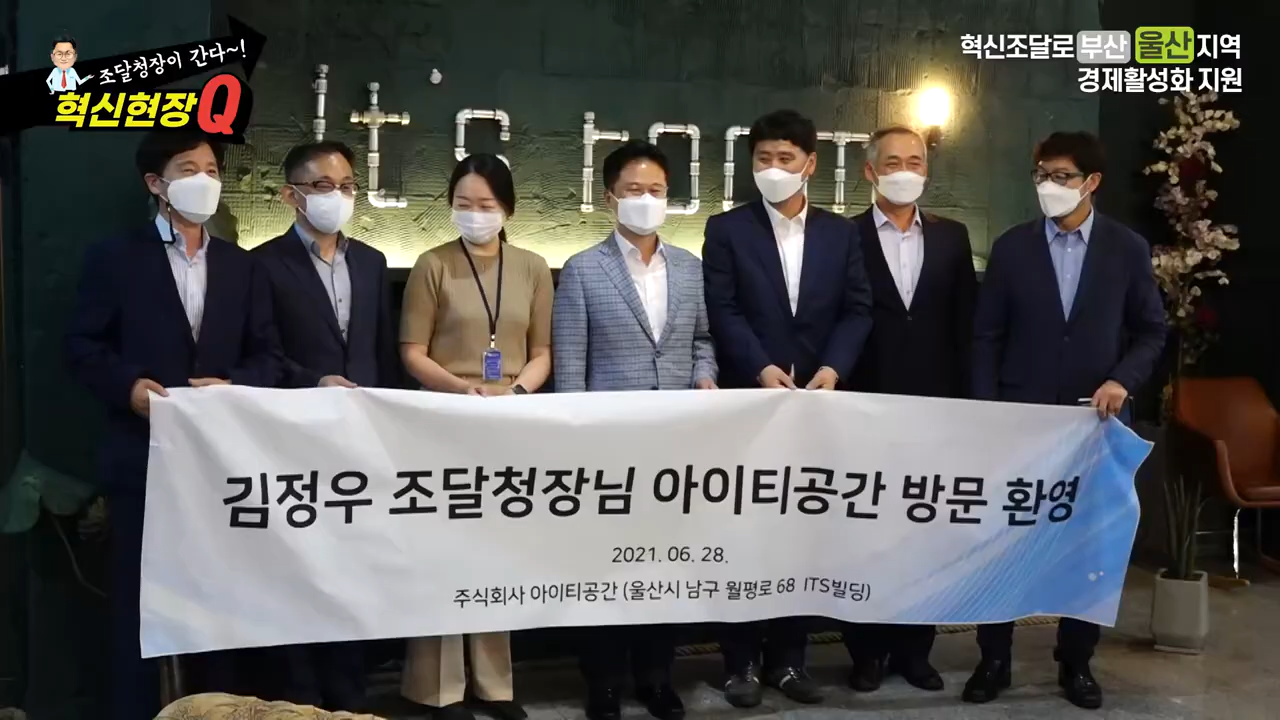 조달청장이 간다~!
혁신현장Q
혁신조달로 부산 울산 지역
경제활성화 지원
its room
김정우 조달청장님 아이티공간 방문 환영
2021. 06. 28.
주식회사 아이티공간 (울산시 남구 월평로 68 ITS빌딩)